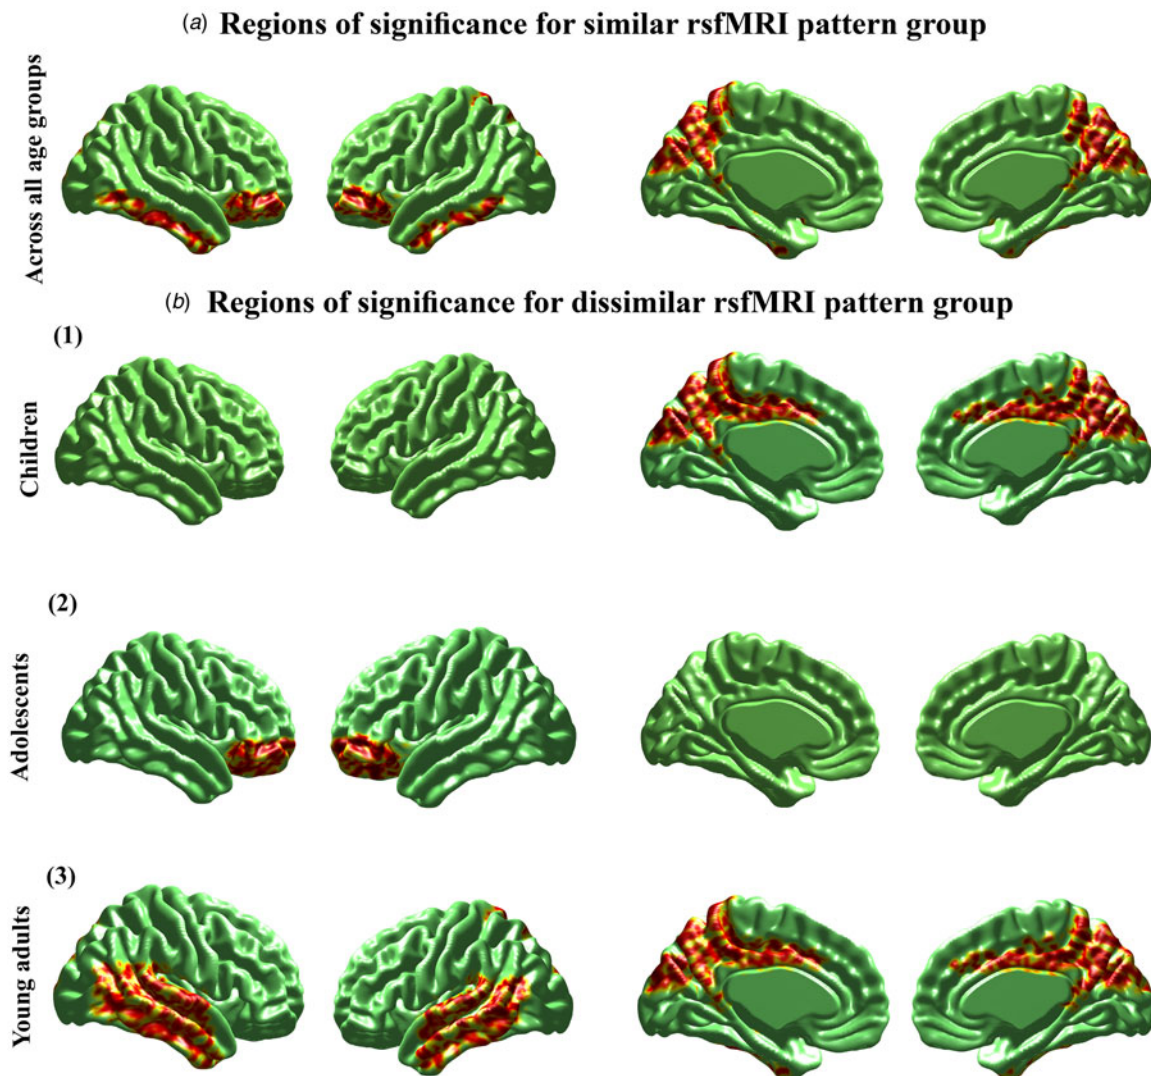 (a) Regions of significance for similar rsfMRI pattern group
Across all age groups
(b) Regions of significance for dissimilar rsfMRI pattern group
(1)
Children
(2)
Adolescents
(3)
Young adults